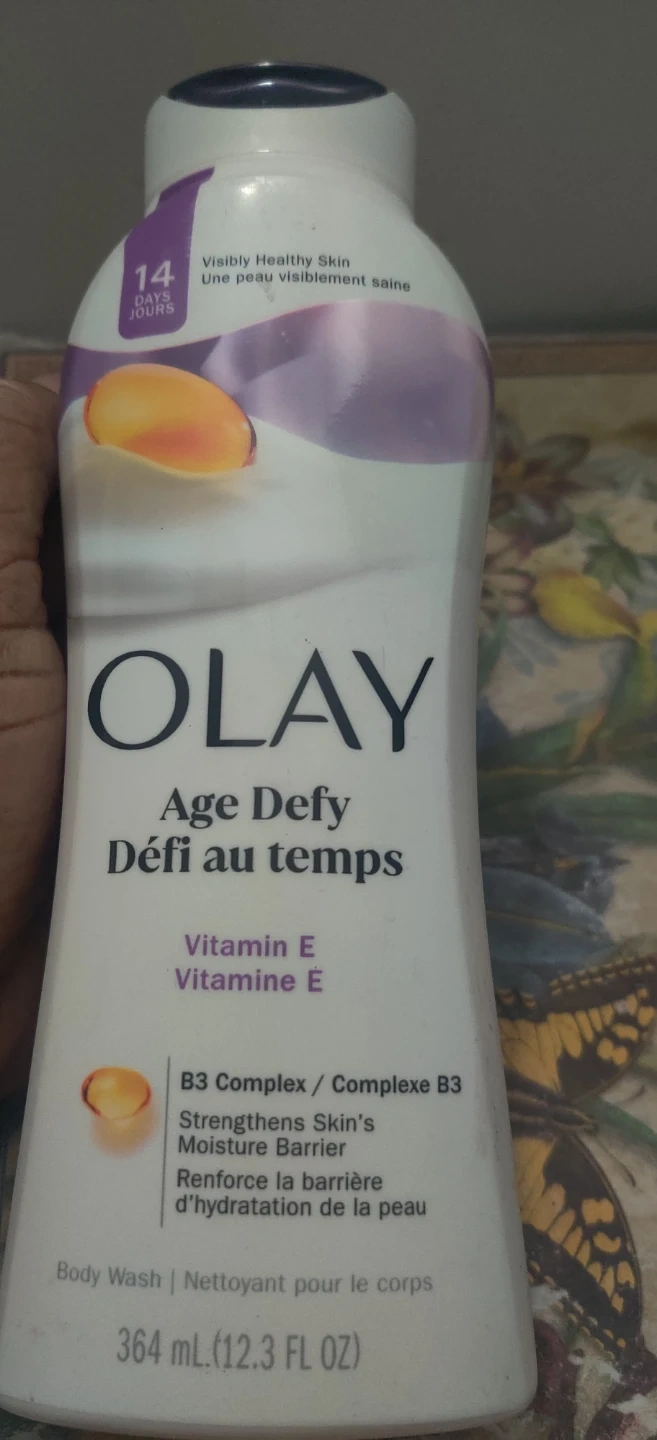 14
DAYS
JOURS
Visibly Healthy Skin
Une peau visiblement saine
OLAY
Age Defy
Défi au temps
Vitamin E
Vitamine E
B3 Complex / Complexe B3
Strengthens Skin's
Moisture Barrier
Renforce la barrière
d'hydratation de la peau
Body Wash | Nettoyant pour le corps
364 mL (12.3 FL OZ)